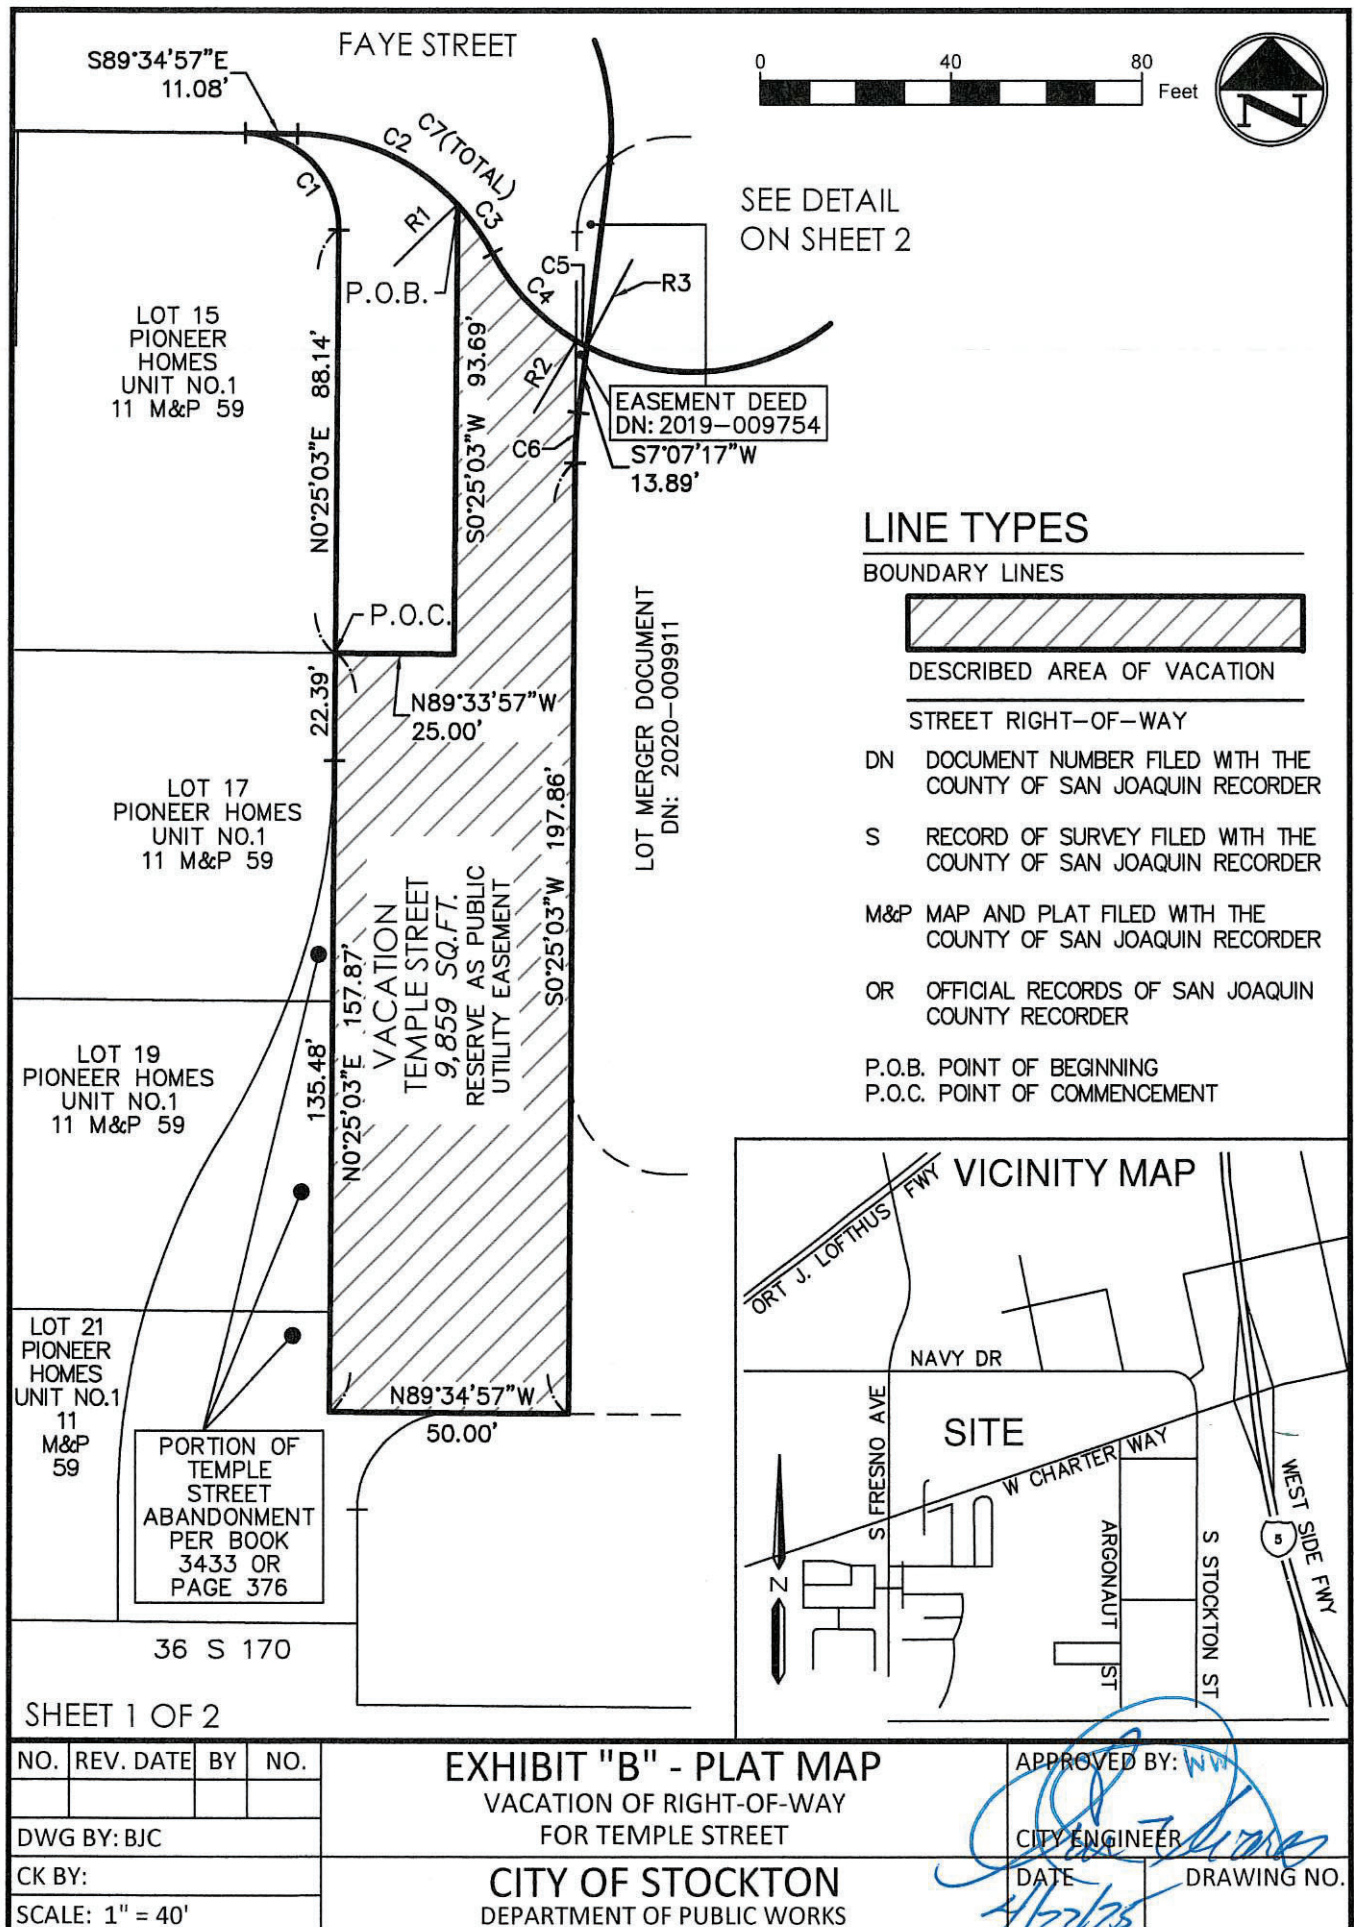 FAYE STREET
S89°34'57"E
11.08'
0 40 80
Feet
N
C1
C2
C7(TOTAL)
C3
R1
P.O.B.
C4
C5
R3
R2
C6
SEE DETAIL
ON SHEET 2
LOT 15
PIONEER
HOMES
UNIT NO.1
11 M&P 59
N0°25'03"E 88.14'
S0°25'03"W 93.69'
EASEMENT DEED
DN: 2019-009754
S7°07'17"W
13.89'
P.O.C.
22.39'
N89°33'57"W
25.00'
LOT MERGER DOCUMENT
DN: 2020-009911
LOT 17
PIONEER HOMES
UNIT NO.1
11 M&P 59
VACATION
TEMPLE STREET
9,859 SQ.FT.
RESERVE AS PUBLIC
UTILITY EASEMENT
S0°25'03"W 197.86'
N0°25'03"E 157.87'
135.48'
LOT 19
PIONEER HOMES
UNIT NO.1
11 M&P 59
LOT 21
PIONEER
HOMES
UNIT NO.1
11
M&P
59
N89°34'57"W
50.00'
PORTION OF
TEMPLE
STREET
ABANDONMENT
PER BOOK
3433 OR
PAGE 376
36 S 170
SHEET 1 OF 2
LINE TYPES
BOUNDARY LINES
DESCRIBED AREA OF VACATION
STREET RIGHT-OF-WAY
DN DOCUMENT NUMBER FILED WITH THE
COUNTY OF SAN JOAQUIN RECORDER
S RECORD OF SURVEY FILED WITH THE
COUNTY OF SAN JOAQUIN RECORDER
M&P MAP AND PLAT FILED WITH THE
COUNTY OF SAN JOAQUIN RECORDER
OR OFFICIAL RECORDS OF SAN JOAQUIN
COUNTY RECORDER
P.O.B. POINT OF BEGINNING
P.O.C. POINT OF COMMENCEMENT
VICINITY MAP
ORT J. LOFTHUS FWY
NAVY DR
SITE
S FRESNO AVE
W CHARTER WAY
ARGONAUT ST
S STOCKTON ST
WEST SIDE FWY
5
N
NO. REV. DATE BY NO.
DWG BY: BJC
CK BY:
SCALE: 1" = 40'
EXHIBIT "B" - PLAT MAP
VACATION OF RIGHT-OF-WAY
FOR TEMPLE STREET
CITY OF STOCKTON
DEPARTMENT OF PUBLIC WORKS
APPROVED BY: WW
CITY ENGINEER
DATE
4/22/25
DRAWING NO.